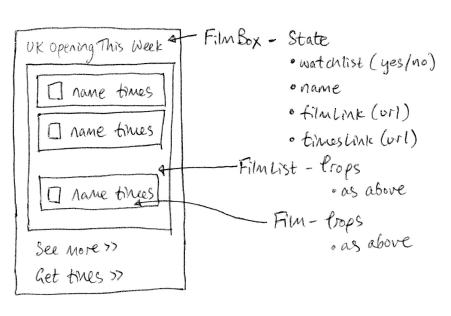 UK Opening This Week
FilmBox - State
• watchlist (yes/no)
• name
• filmLink (url)
• timesLink (url)
name times
name times
name times
FilmList - Props
• as above
Film - Props
• as above
See more >>
Get times >>